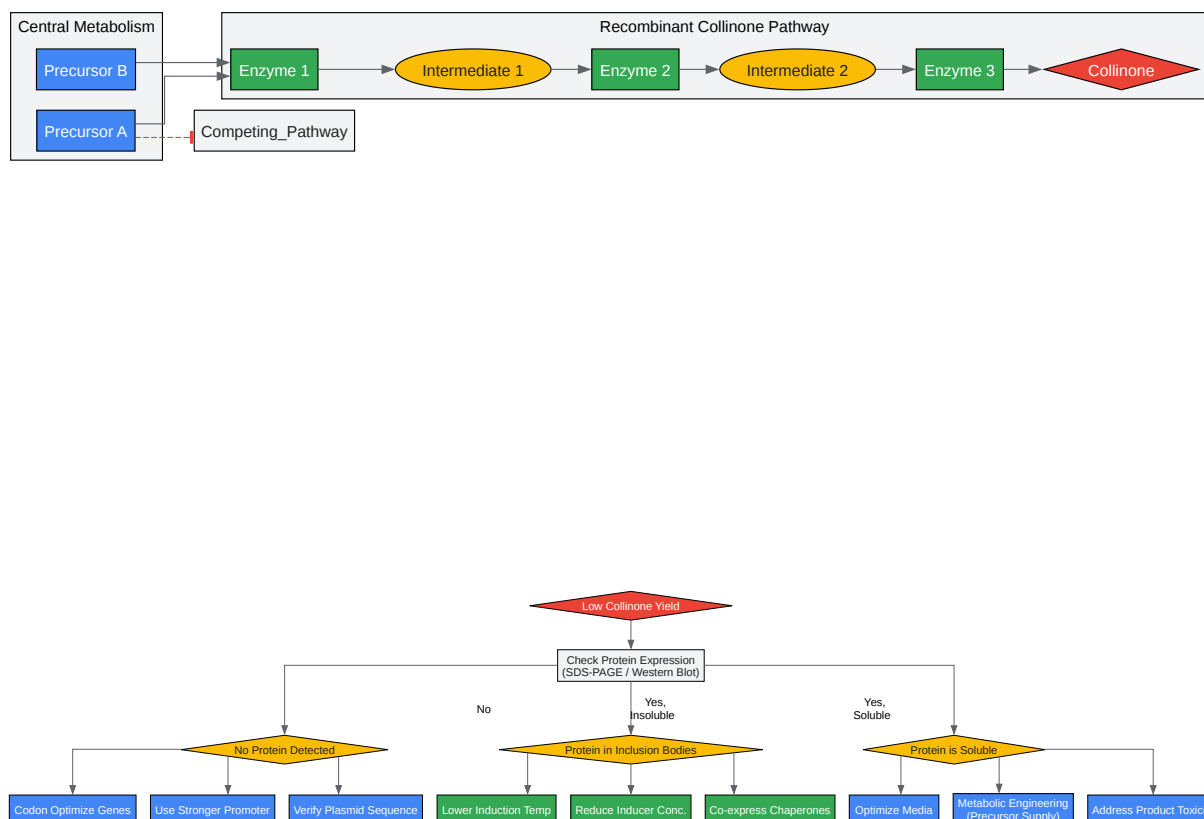 Central Metabolism
Recombinant Collinone Pathway
Precursor B
Enzyme 1
Intermediate 1
Enzyme 2
Intermediate 2
Enzyme 3
Collinone
Precursor A
Competing_Pathway
Low Collinone Yield
Check Protein Expression
(SDS-PAGE / Western Blot)
No
Yes,
Insoluble
Yes,
Soluble
No Protein Detected
Protein in Inclusion Bodies
Protein is Soluble
Codon Optimize Genes
Use Stronger Promoter
Verify Plasmid Sequence
Lower Induction Temp
Reduce Inducer Conc.
Co-express Chaperones
Optimize Media
Metabolic Engineering
(Precursor Supply)
Address Product